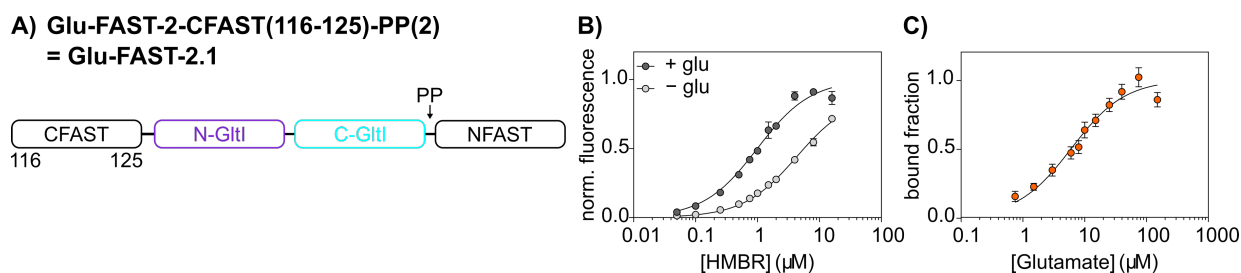 A) Glu-FAST-2-CFAST(116-125)-PP(2)
= Glu-FAST-2.1
PP
CFAST
N-GltI
C-GltI
NFAST
116
125
B)
+ glu
− glu
norm. fluorescence
1.0
0.5
0.0
0.01
0.1
1
10
100
[HMBR] (µM)
C)
bound fraction
1.0
0.5
0.0
0.1
1
10
100
1000
[Glutamate] (µM)